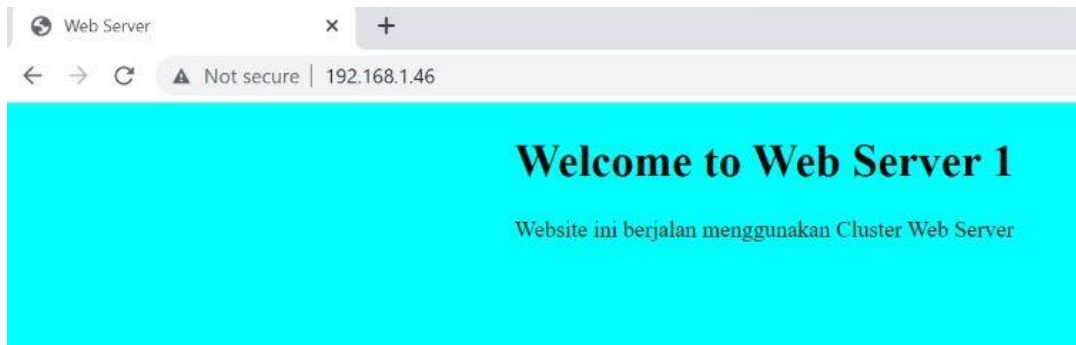 Web Server
Not secure | 192.168.1.46
Welcome to Web Server 1
Website ini berjalan menggunakan Cluster Web Server